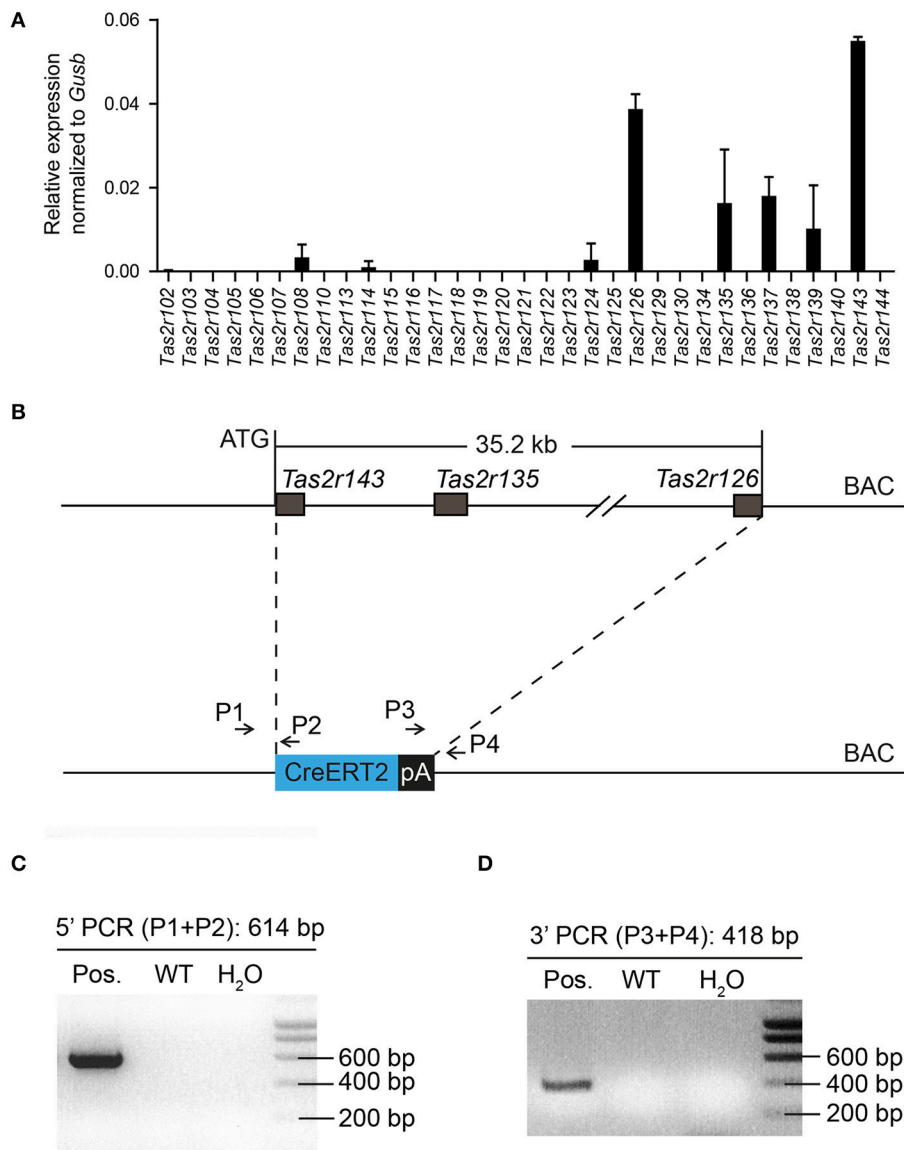 A
Relative expression
normalized to Gusb
0.06
0.04
0.02
0.00
Tas2r102
Tas2r103
Tas2r104
Tas2r105
Tas2r106
Tas2r107
Tas2r108
Tas2r110
Tas2r113
Tas2r114
Tas2r115
Tas2r116
Tas2r117
Tas2r118
Tas2r119
Tas2r120
Tas2r121
Tas2r122
Tas2r123
Tas2r124
Tas2r125
Tas2r126
Tas2r129
Tas2r130
Tas2r134
Tas2r135
Tas2r136
Tas2r137
Tas2r138
Tas2r139
Tas2r140
Tas2r143
Tas2r144
B
ATG
35.2 kb
Tas2r143 Tas2r135 Tas2r126
BAC
P1 P2 P3 P4
CreERT2 pA
BAC
C
5’ PCR (P1+P2): 614 bp
Pos. WT H₂O
600 bp
400 bp
200 bp
D
3’ PCR (P3+P4): 418 bp
Pos. WT H₂O
600 bp
400 bp
200 bp